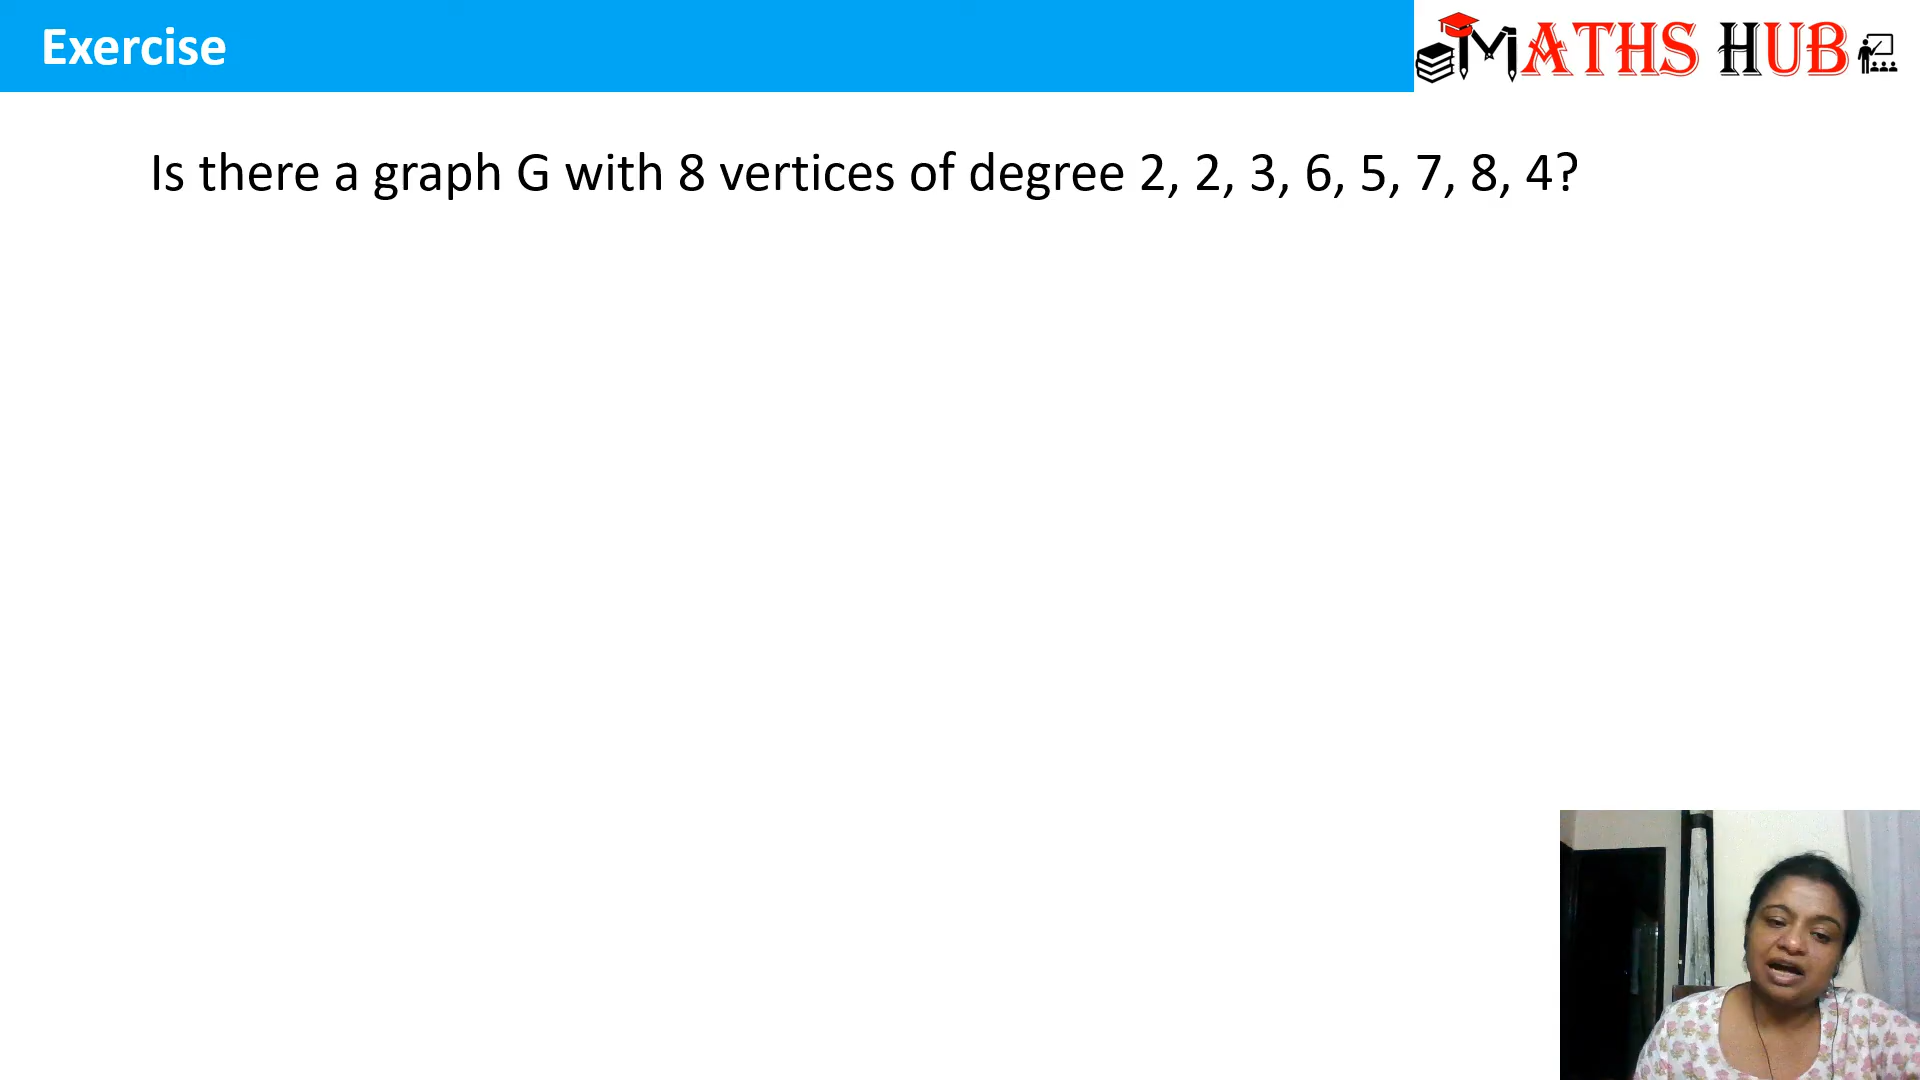 Exercise
MATHS HUB
Is there a graph G with 8 vertices of degree 2, 2, 3, 6, 5, 7, 8, 4?